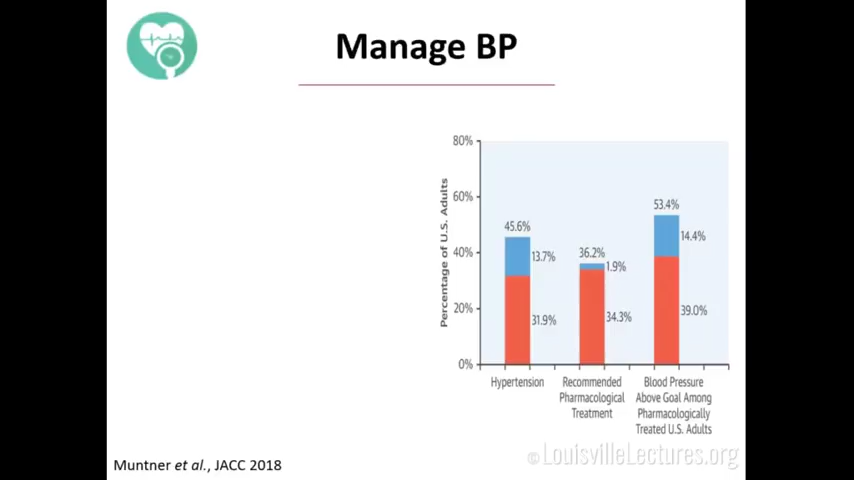 Manage BP
80%
60%
40%
20%
0%
Percentage of U.S. Adults
45.6%
13.7%
31.9%
36.2%
1.9%
34.3%
53.4%
14.4%
39.0%
Hypertension
Recommended
Pharmacological
Treatment
Blood Pressure
Above Goal Among
Pharmacologically
Treated U.S. Adults
Muntner et al., JACC 2018
©LouisvilleLectures.org